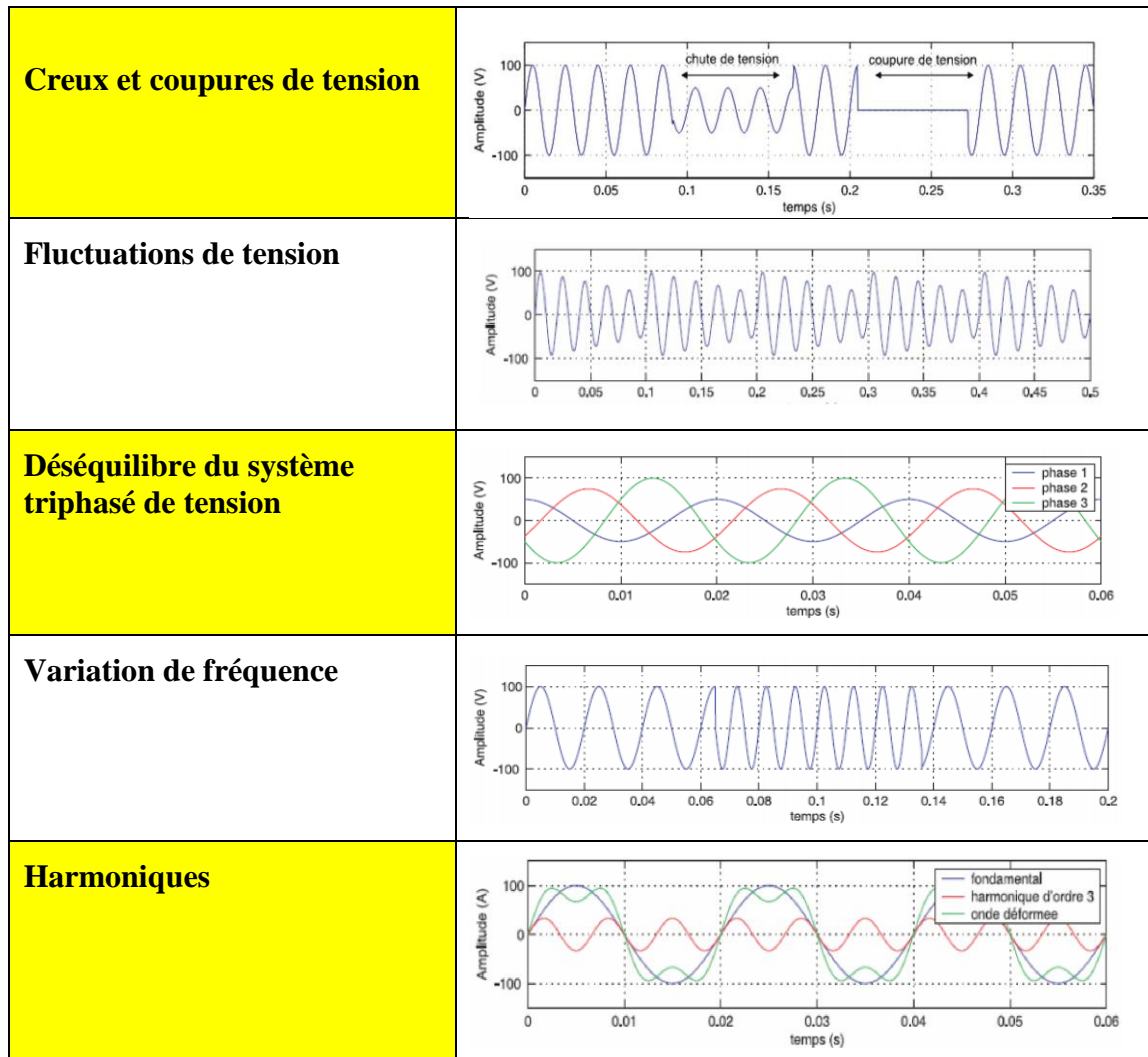 Creux et coupures de tension
chute de tension
coupure de tension
Amplitude (V)
100
0
-100
0 0.05 0.1 0.15 0.2 0.25 0.3 0.35
temps (s)
Fluctuations de tension
Amplitude (V)
100
0
-100
0 0.05 0.1 0.15 0.2 0.25 0.3 0.35 0.4 0.45 0.5
Déséquilibre du système
triphasé de tension
Amplitude (V)
100
0
-100
phase 1
phase 2
phase 3
0 0.01 0.02 0.03 0.04 0.05 0.06
temps (s)
Variation de fréquence
Amplitude (V)
100
0
-100
0 0.02 0.04 0.06 0.08 0.1 0.12 0.14 0.16 0.18 0.2
temps (s)
Harmoniques
Amplitude (A)
100
0
-100
fondamental
harmonique d'ordre 3
onde déformee
0 0.01 0.02 0.03 0.04 0.05 0.06
temps (s)